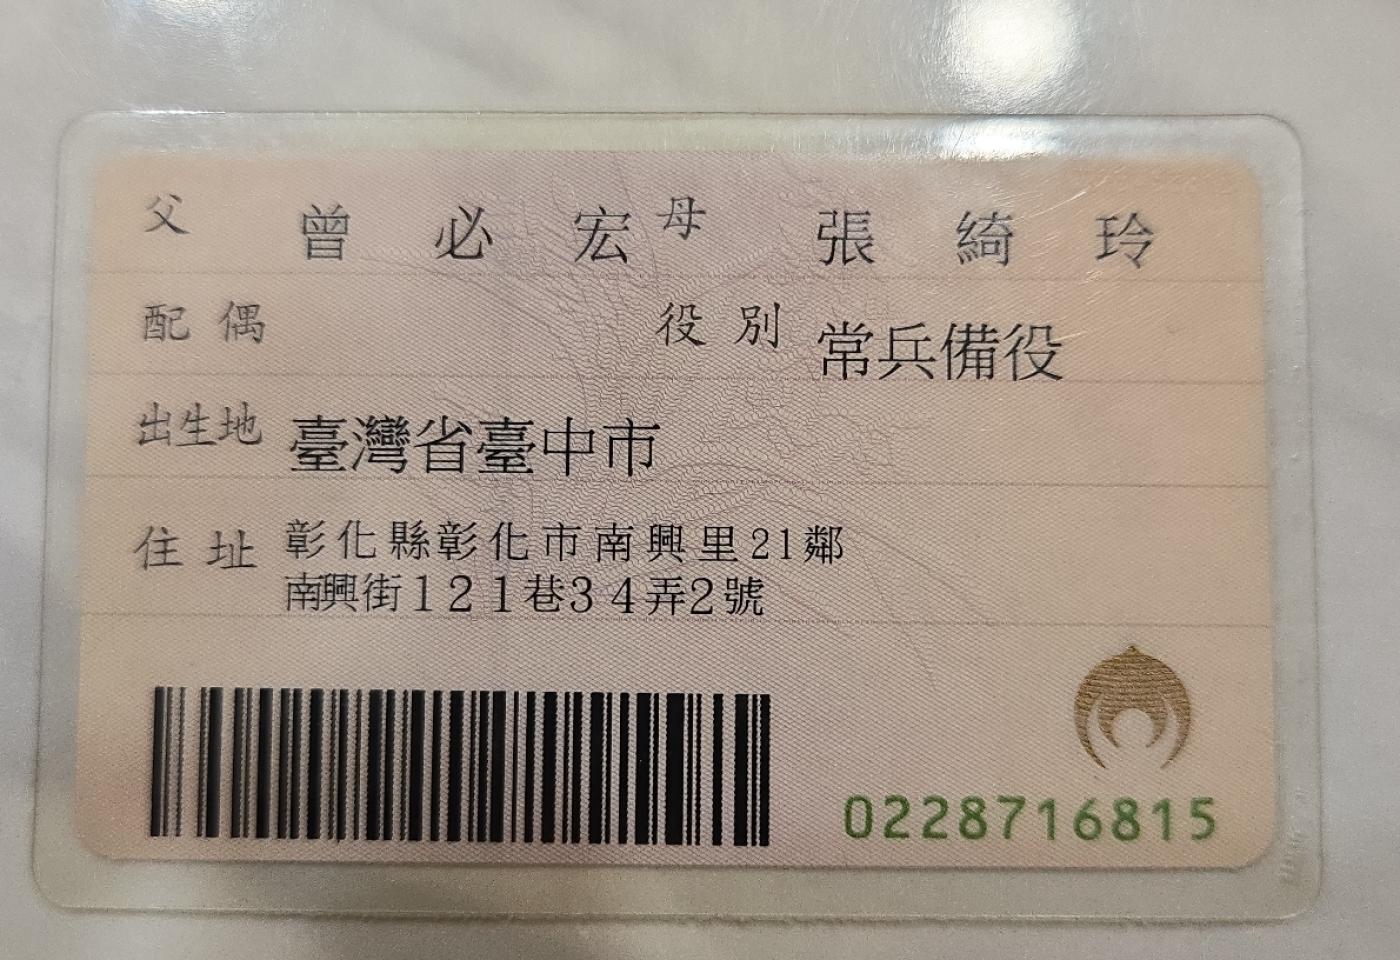 父 曾必宏 母 張綺玲
配偶 役別 常兵備役
出生地 臺灣省臺中市
住址 彰化縣彰化市南興里21鄰
南興街121巷34弄2號
0228716815